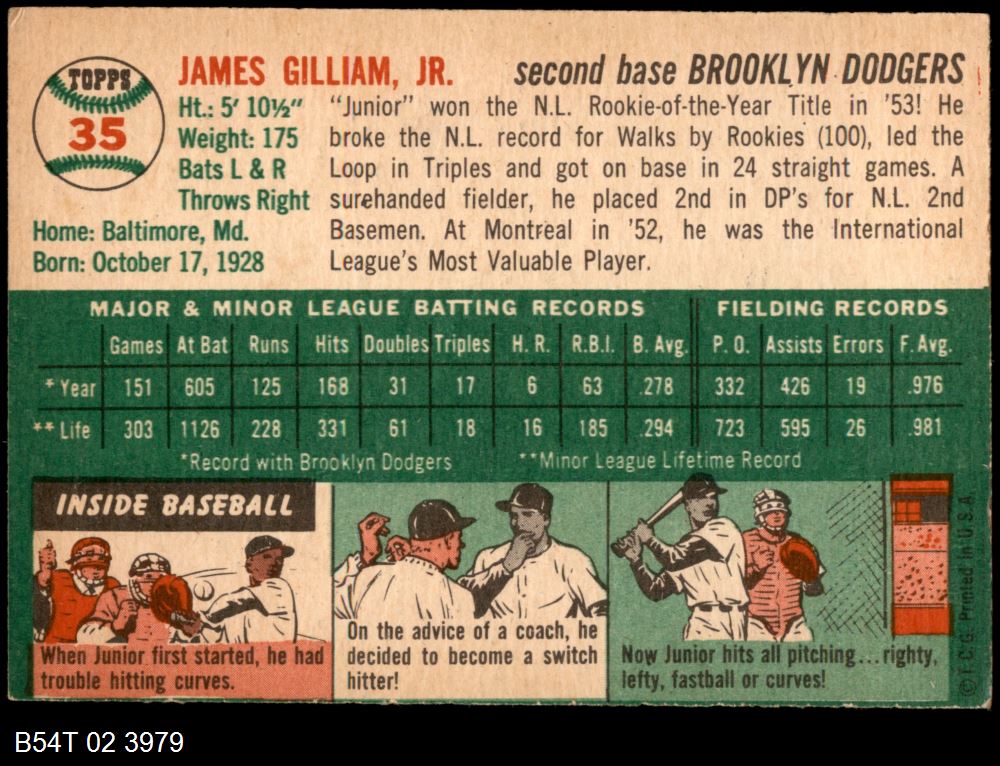 TOPPS
35
JAMES GILLIAM, JR. second base BROOKLYN DODGERS
Ht.: 5' 10½"
Weight: 175
Bats L & R
Throws Right
Home: Baltimore, Md.
Born: October 17, 1928
"Junior" won the N.L. Rookie-of-the-Year Title in '53! He
broke the N.L. record for Walks by Rookies (100), led the
Loop in Triples and got on base in 24 straight games. A
surehanded fielder, he placed 2nd in DP's for N.L. 2nd
Basemen. At Montreal in '52, he was the International
League's Most Valuable Player.
MAJOR & MINOR LEAGUE BATTING RECORDS FIELDING RECORDS
Games At Bat Runs Hits Doubles Triples H. R. R.B.I. B. Avg. P. O. Assists Errors F. Avg.
* Year 151 605 125 168 31 17 6 63 .278 332 426 19 .976
** Life 303 1126 228 331 61 18 16 185 .294 723 595 26 .981
*Record with Brooklyn Dodgers **Minor League Lifetime Record
INSIDE BASEBALL
When Junior first started, he had
trouble hitting curves.
On the advice of a coach, he
decided to become a switch
hitter!
Now Junior hits all pitching...righty,
lefty, fastball or curves!
© T. C. G. Printed in U.S.A
B54T 02 3979